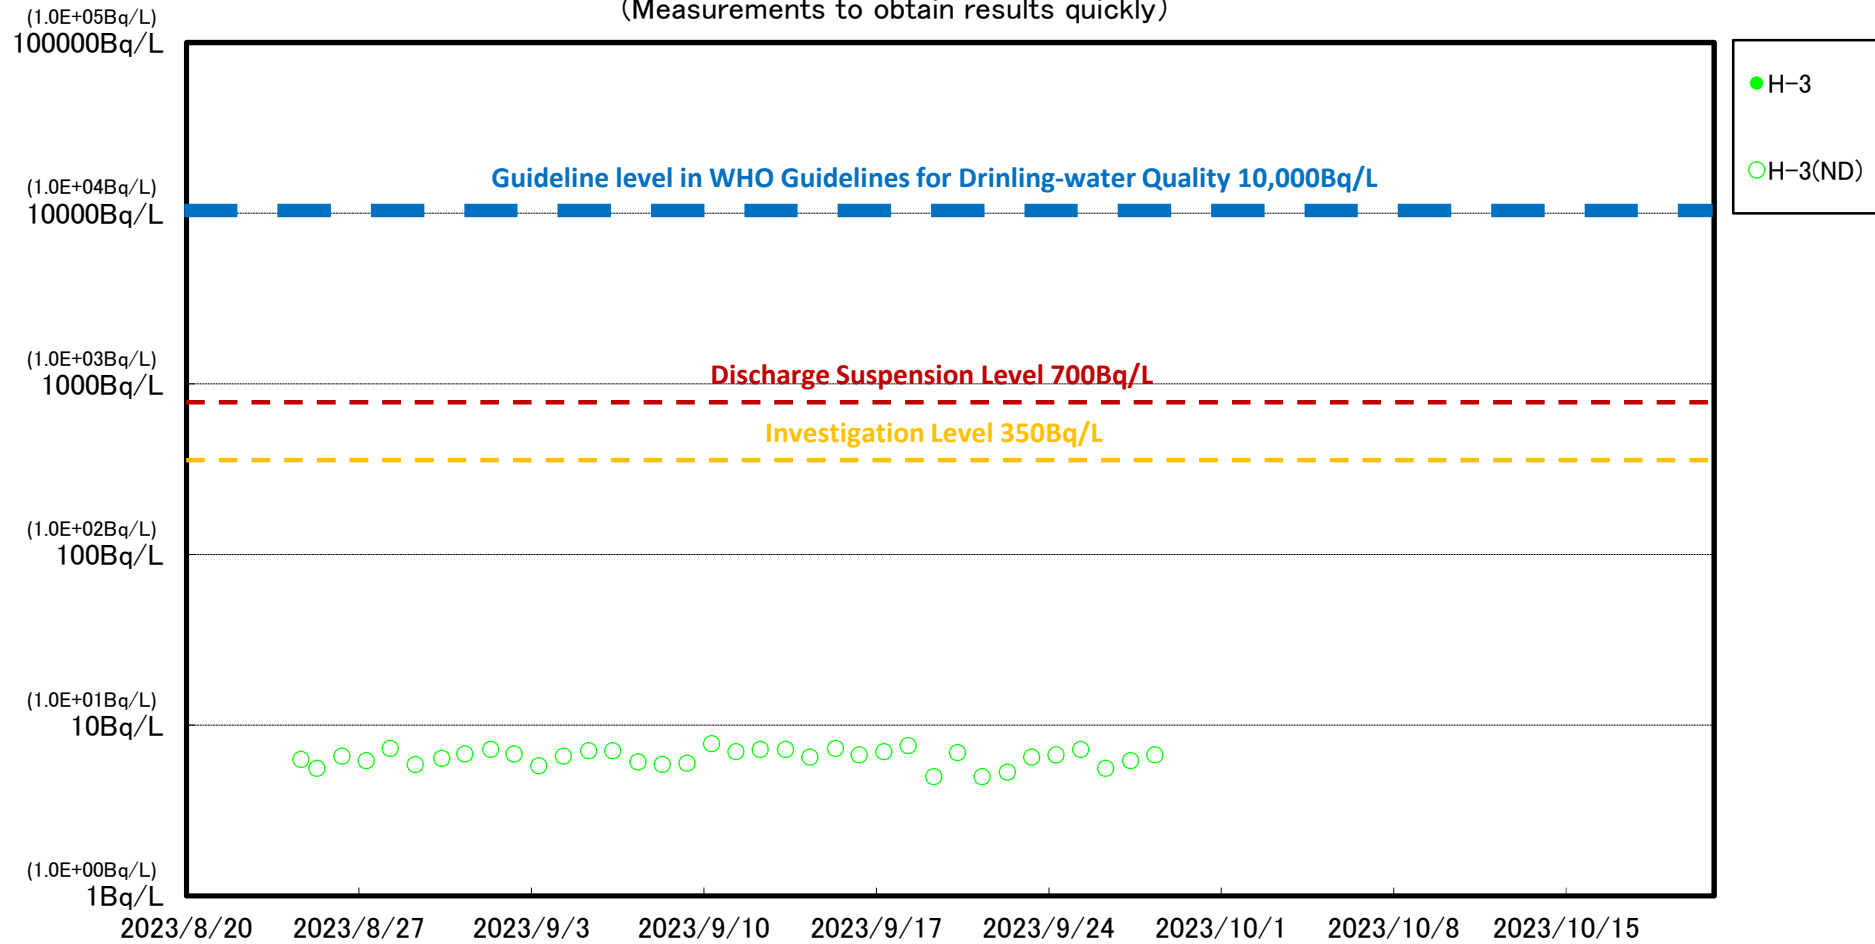 (Measurements to obtain results quickly)
(1.0E+05Bq/L)
100000Bq/L
H-3
H-3(ND)
Guideline level in WHO Guidelines for Drinling-water Quality 10,000Bq/L
(1.0E+04Bq/L)
10000Bq/L
(1.0E+03Bq/L)
1000Bq/L
Discharge Suspension Level 700Bq/L
Investigation Level 350Bq/L
(1.0E+02Bq/L)
100Bq/L
(1.0E+01Bq/L)
10Bq/L
(1.0E+00Bq/L)
1Bq/L
2023/8/20 2023/8/27 2023/9/3 2023/9/10 2023/9/17 2023/9/24 2023/10/1 2023/10/8 2023/10/15